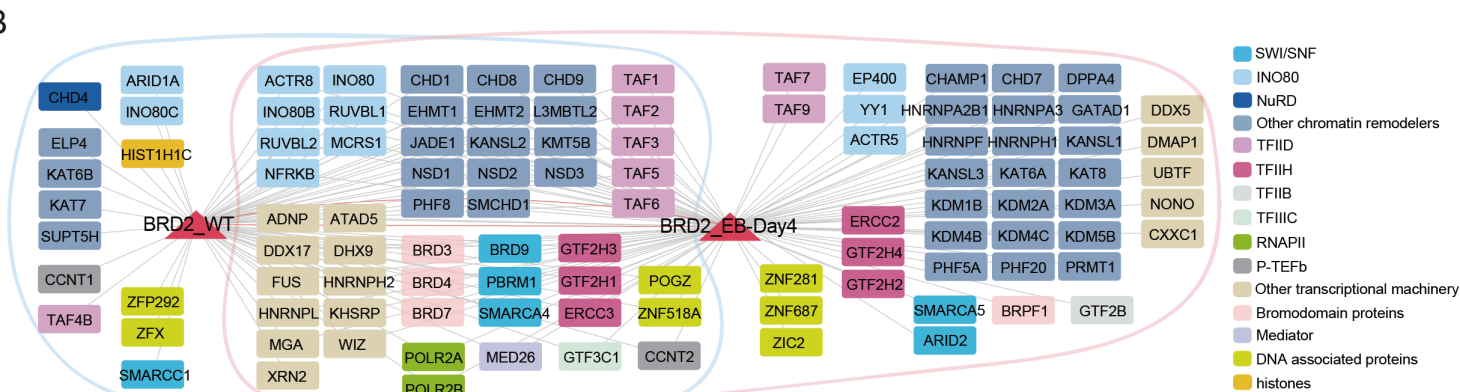 CHD4
ARID1A
INO80C
ELP4
HIST1H1C
KAT6B
KAT7
SUPT5H
BRD2_WT
CCNT1
TAF4B
ZFP292
ZFX
SMARCC1
ACTR8 INO80
INO80B RUVBL1
RUVBL2 MCRS1
NFRKB
CHD1 CHD8 CHD9
EHMT1 EHMT2 L3MBTL2
JADE1 KANSL2 KMT5B
NSD1 NSD2 NSD3
PHF8 SMCHD1
TAF1
TAF2
TAF3
TAF5
TAF6
ADNP ATAD5
DDX17 DHX9
FUS HNRNPH2
HNRNPL KHSRP
MGA WIZ
XRN2
BRD3 BRD9 GTF2H3
BRD4 PBRM1 GTF2H1 POGZ
BRD7 SMARCA4 ERCC3 ZNF518A
POLR2A MED26 GTF3C1 CCNT2
POLR2B
BRD2_EB-Day4
TAF7
TAF9
EP400
YY1
ACTR5
CHAMP1 CHD7 DPPA4
HNRNPA2B1 HNRNPA3 GATAD1
HNRNPF HNRNPH1 KANSL1
KANSL3 KAT6A KAT8
KDM1B KDM2A KDM3A
KDM4B KDM4C KDM5B
PHF5A PHF20 PRMT1
DDX5
DMAP1
UBTF
NONO
CXXC1
ERCC2
GTF2H4
GTF2H2
ZNF281
ZNF687
ZIC2
SMARCA5 BRPF1 GTF2B
ARID2
SWI/SNF
INO80
NuRD
Other chromatin remodelers
TFIID
TFIIH
TFIIB
TFIIIC
RNAPII
P-TEFb
Other transcriptional machinery
Bromodomain proteins
Mediator
DNA associated proteins
histones